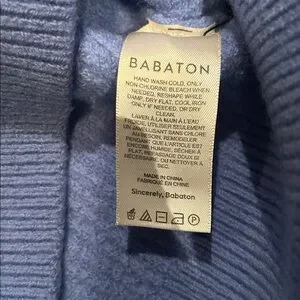 BABATON
HAND WASH COLD, ONLY
NON CHLORINE BLEACH WHEN
NEEDED, RESHAPE WHILE
DAMP, DRY FLAT, COOL IRON
ONLY IF NEEDED, OR DRY
CLEAN.
LAVER À LA MAIN À L'EAU
FROIDE, UTILISER SEULEMENT
UN JAVELLISANT SANS CHLORE
AU BESOIN, REMODELER
PENDANT QUE L'ARTICLE EST
ENCORE HUMIDE, SÉCHER À
PLAT, REPASSAGE DOUX SI
NÉCESSAIRE, OU NETTOYER À
SEC.
MADE IN CHINA
FABRIQUÉ EN CHINE
Sincerely, Babaton